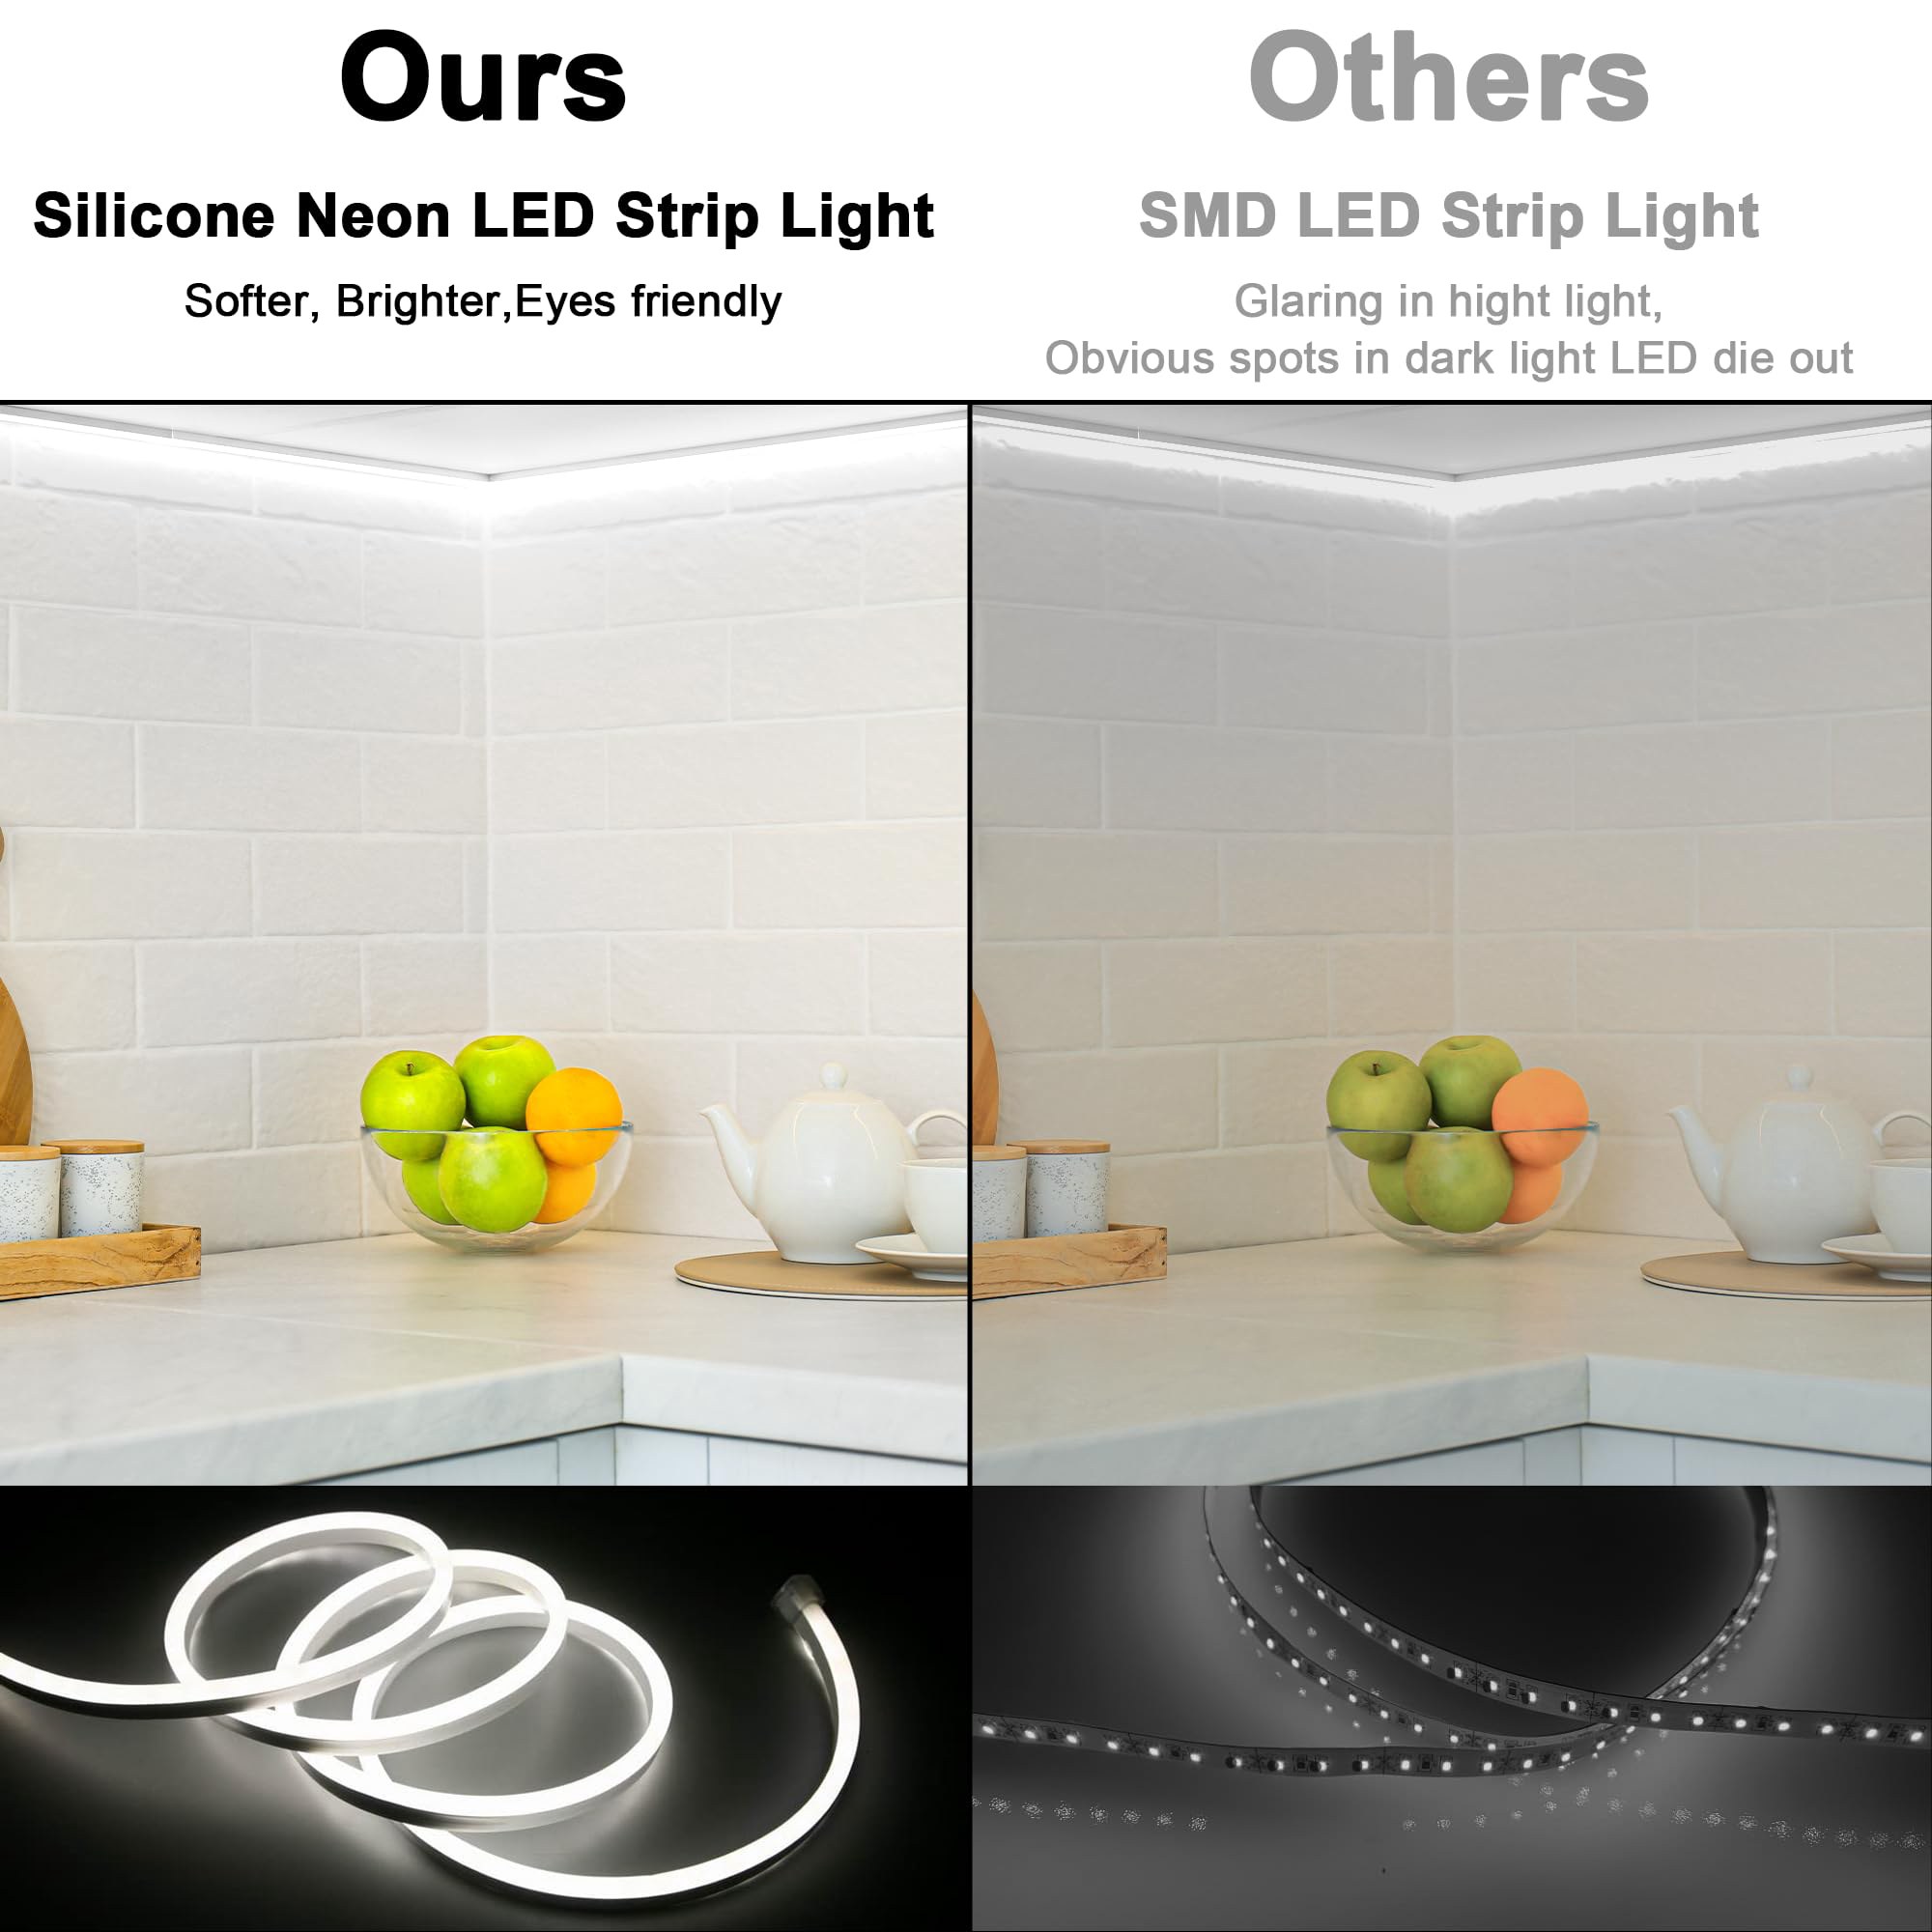 Ours
Silicone Neon LED Strip Light
Softer, Brighter,Eyes friendly
Others
SMD LED Strip Light
Glaring in hight light,
Obvious spots in dark light LED die out